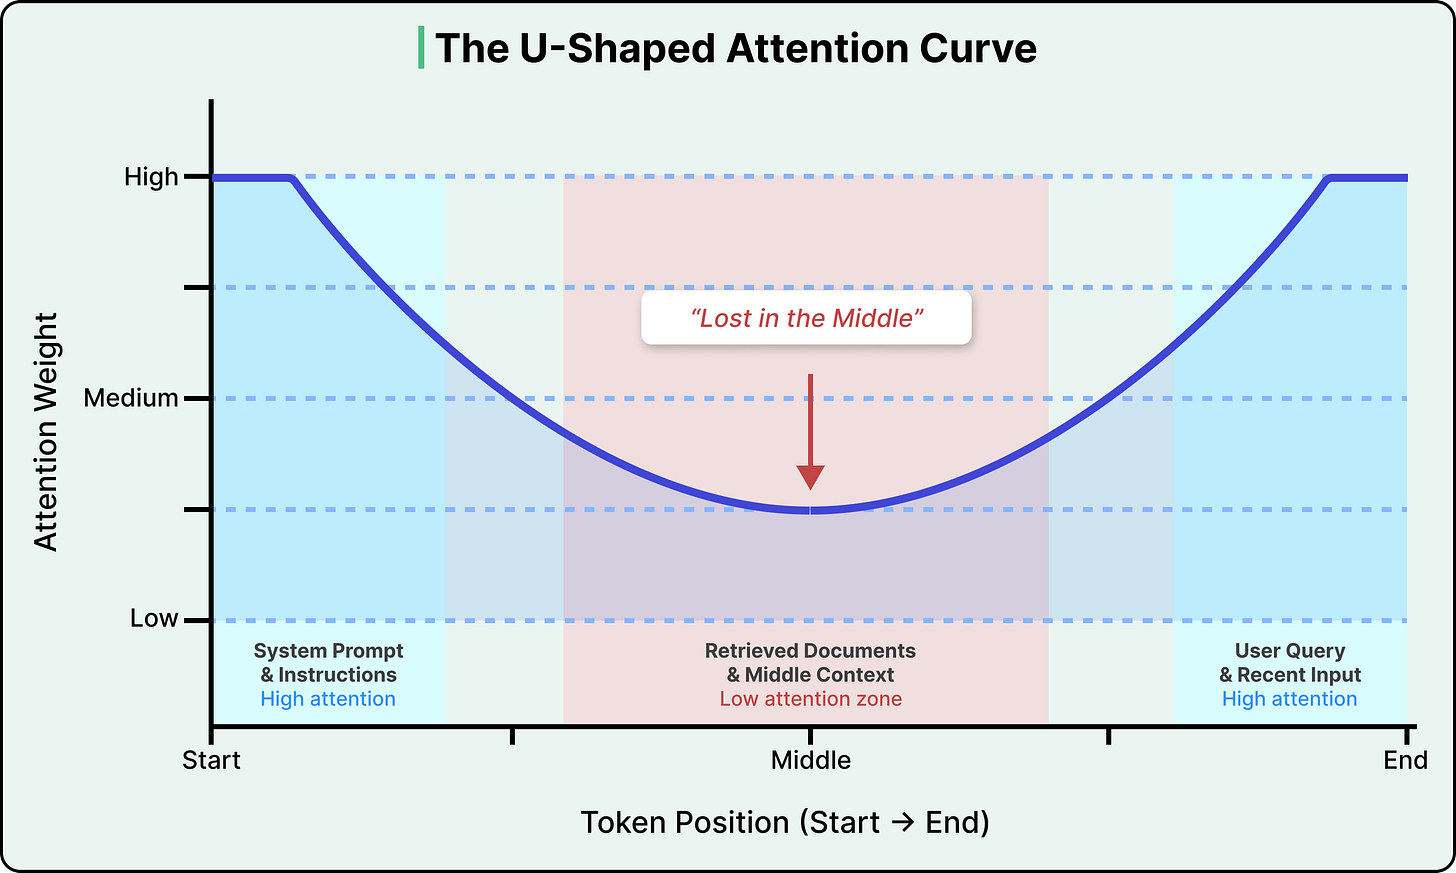 The U-Shaped Attention Curve
High
“Lost in the Middle”
Medium
Attention Weight
Low
System Prompt
& Instructions
High attention
Retrieved Documents
& Middle Context
Low attention zone
User Query
& Recent Input
High attention
Start
Middle
End
Token Position (Start → End)